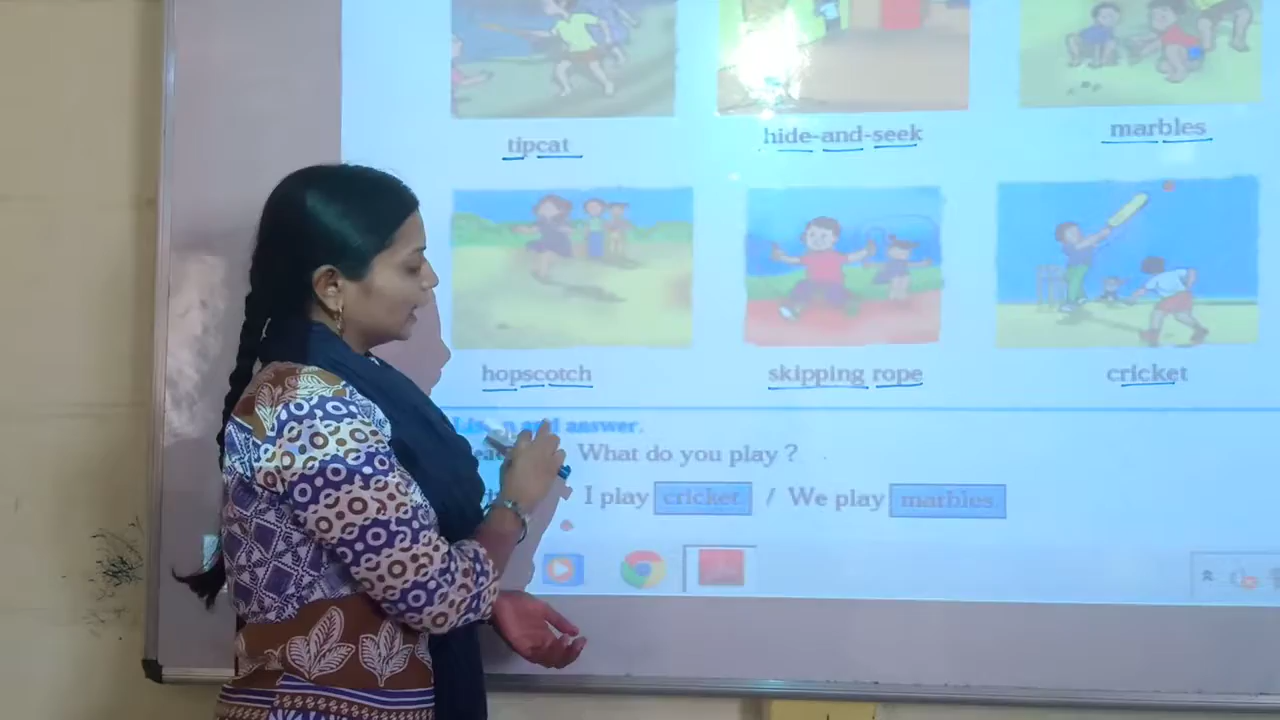 tipcat
hide-and-seek
marbles
hopscotch
skipping rope
cricket
and answer.
What do you play ?
I play cricket / We play marbles